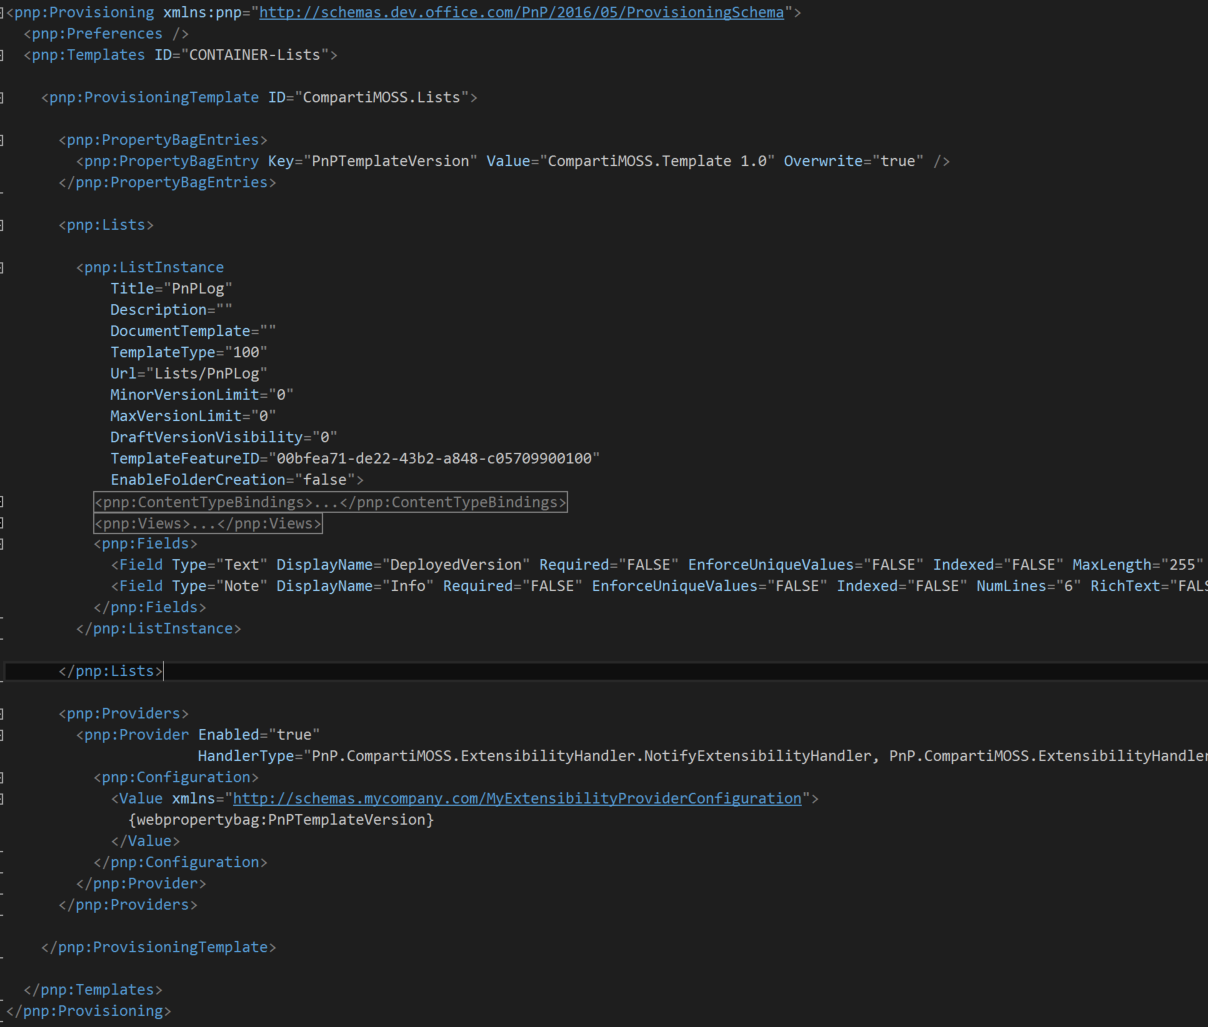 <pnp:Provisioning xmlns:pnp="http://schemas.dev.office.com/PnP/2016/05/ProvisioningSchema">
<pnp:Preferences />
<pnp:Templates ID="CONTAINER-Lists">
<pnp:ProvisioningTemplate ID="CompartiMOSS.Lists">
<pnp:PropertyBagEntries>
<pnp:PropertyBagEntry Key="PnPTemplateVersion" Value="CompartiMOSS.Template 1.0" Overwrite="true" />
</pnp:PropertyBagEntries>
<pnp:Lists>
<pnp:ListInstance
Title="PnPLog"
Description=""
DocumentTemplate=""
TemplateType="100"
Url="Lists/PnPLog"
MinorVersionLimit="0"
MaxVersionLimit="0"
DraftVersionVisibility="0"
TemplateFeatureID="00bfea71-de22-43b2-a848-c05709900100"
EnableFolderCreation="false">
<pnp:ContentTypeBindings>...</pnp:ContentTypeBindings>
<pnp:Views>...</pnp:Views>
<pnp:Fields>
<Field Type="Text" DisplayName="DeployedVersion" Required="FALSE" EnforceUniqueValues="FALSE" Indexed="FALSE" MaxLength="255"
<Field Type="Note" DisplayName="Info" Required="FALSE" EnforceUniqueValues="FALSE" Indexed="FALSE" NumLines="6" RichText="FALS
</pnp:Fields>
</pnp:ListInstance>
</pnp:Lists>
<pnp:Providers>
<pnp:Provider Enabled="true"
HandlerType="PnP.CompartiMOSS.ExtensibilityHandler.NotifyExtensibilityHandler, PnP.CompartiMOSS.ExtensibilityHandler
<pnp:Configuration>
<Value xmlns="http://schemas.mycompany.com/MyExtensibilityProviderConfiguration">
{webpropertybag:PnPTemplateVersion}
</Value>
</pnp:Configuration>
</pnp:Provider>
</pnp:Providers>
</pnp:ProvisioningTemplate>
</pnp:Templates>
</pnp:Provisioning>